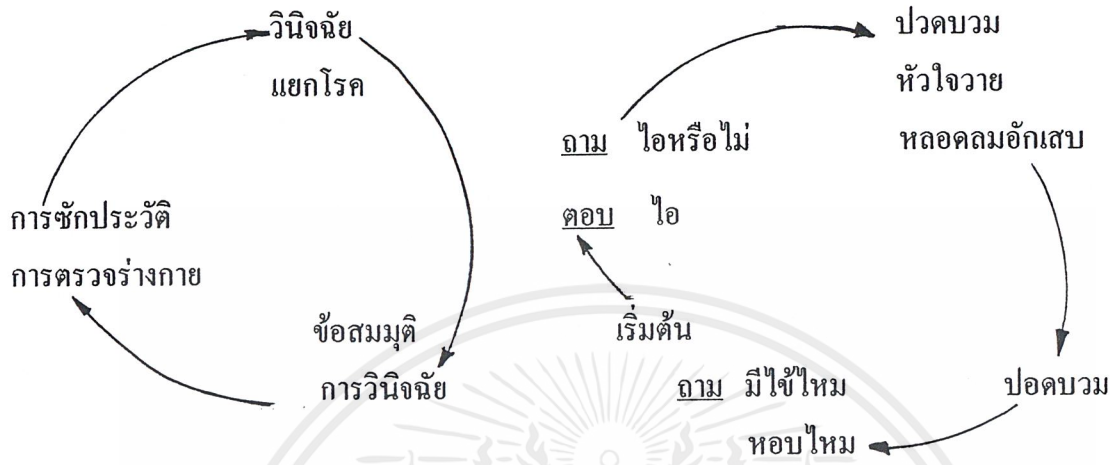 วินิจฉัย
แยกโรค
การซักประวัติ
การตรวจร่างกาย
ข้อสมมุติ
การวินิจฉัย
ปวดบวม
หัวใจวาย
หลอดลมอักเสบ
ถาม ไอหรือไม่
ตอบ ไอ
เริ่มต้น
ถาม มีไข้ไหม
หอบไหม
ปอดบวม